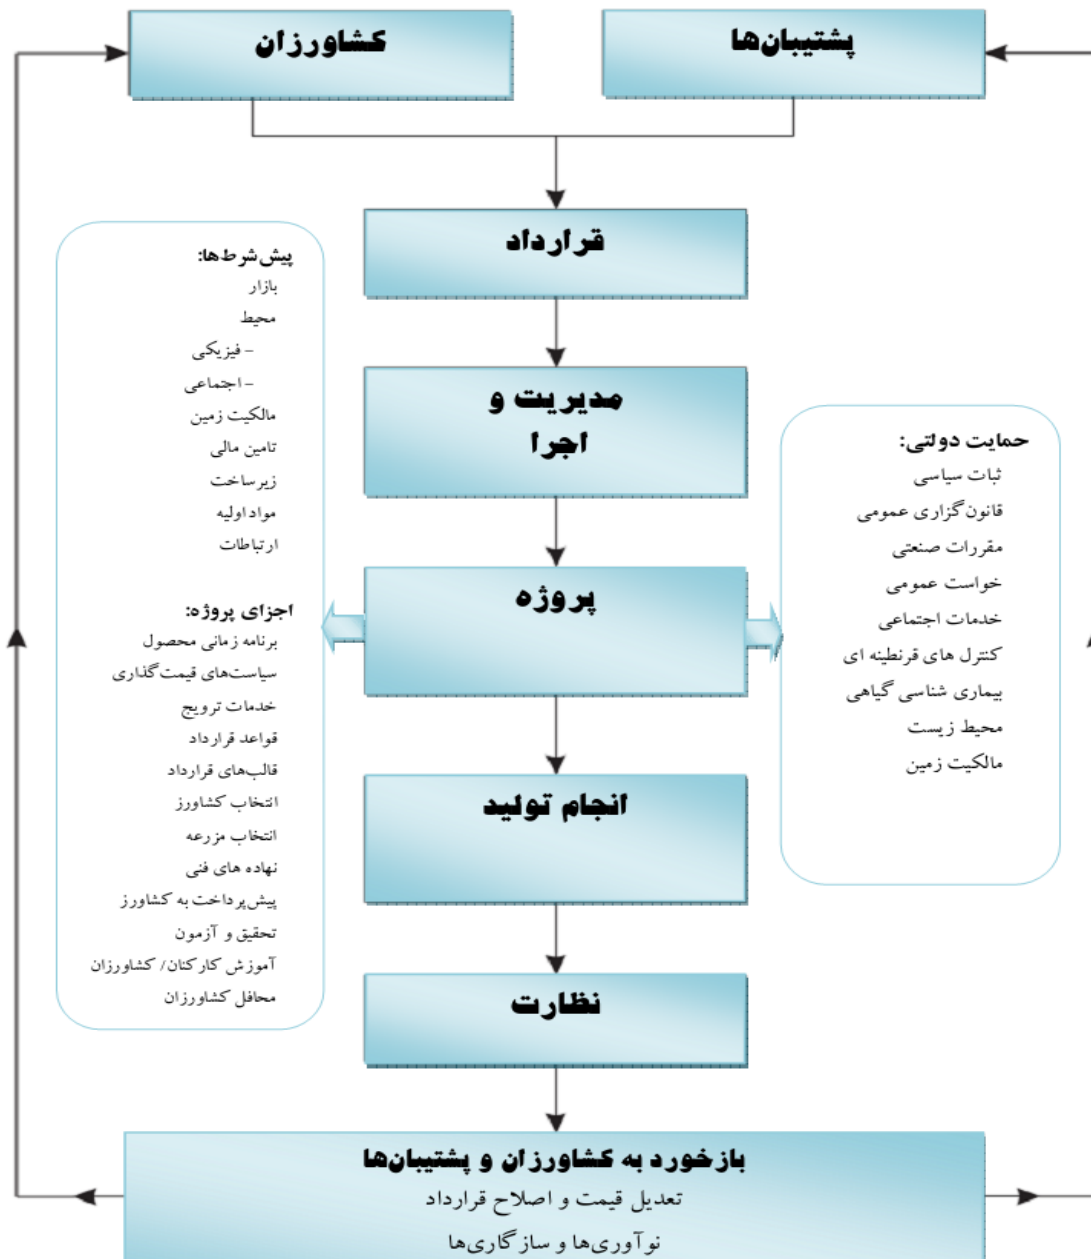 کشاورزان
پشتیبان‌ها
قرارداد
مدیریت و
اجرا
پروژه
انجام تولید
نظارت
بازخورد به کشاورزان و پشتیبان‌ها
تعدیل قیمت و اصلاح قرارداد
نوآوری‌ها و سازگاری‌ها
پیش‌شرط‌ها:
بازار
محیط
– فیزیکی
– اجتماعی
مالکیت زمین
تامین مالی
زیرساخت
مواد اولیه
ارتباطات
اجزای پروژه:
برنامه زمانی محصول
سیاست‌های قیمت‌گذاری
خدمات ترویج
قواعد قرارداد
قالب‌های قرارداد
انتخاب کشاورز
انتخاب مزرعه
نهاده های فنی
پیش‌پرداخت به کشاورز
تحقیق و آزمون
آموزش کارکنان/ کشاورزان
محافل کشاورزان
حمایت دولتی:
ثبات سیاسی
قانون‌گزاری عمومی
مقررات صنعتی
خواست عمومی
خدمات اجتماعی
کنترل های قرنطینه ای
بیماری شناسی گیاهی
محیط زیست
مالکیت زمین